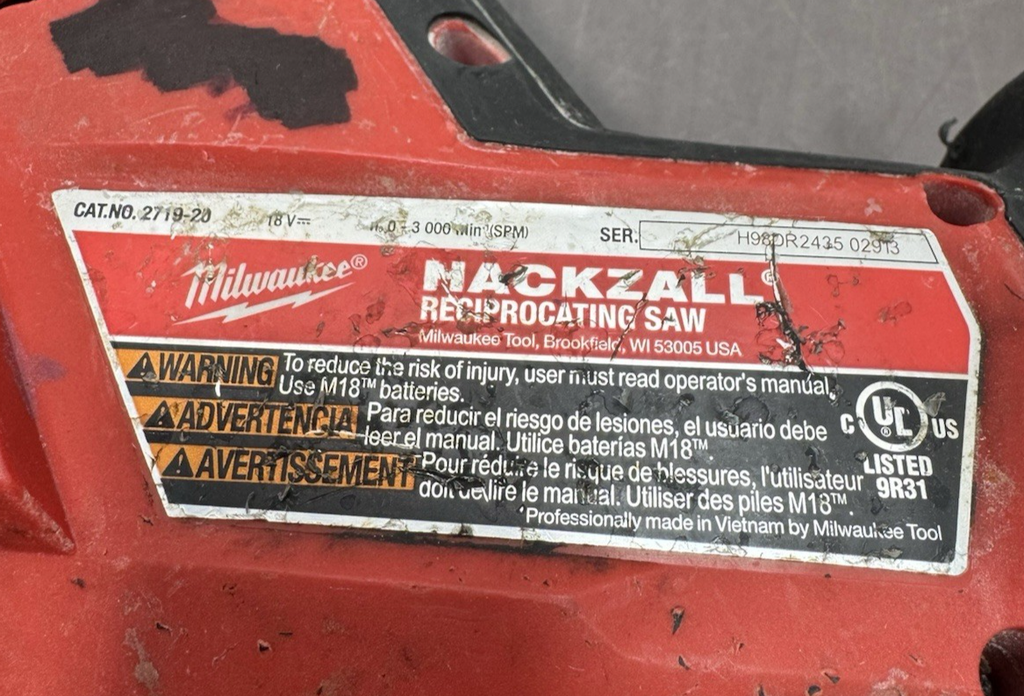 CAT.NO. 2719-20 18 V⎓ n₀ 0 - 3 000 min⁻¹(SPM) SER. H98DR2435 02913
Milwaukee®
HACKZALL®
RECIPROCATING SAW
Milwaukee Tool, Brookfield, WI 53005 USA
⚠WARNING To reduce the risk of injury, user must read operator's manual.
Use M18™ batteries.
⚠ADVERTENCIA Para reducir el riesgo de lesiones, el usuario debe
leer el manual. Utilice baterías M18™.
⚠AVERTISSEMENT Pour réduire le risque de blessures, l'utilisateur
doit lire le manual. Utiliser des piles M18™.
Professionally made in Vietnam by Milwaukee Tool
C UL® US
LISTED
9R31